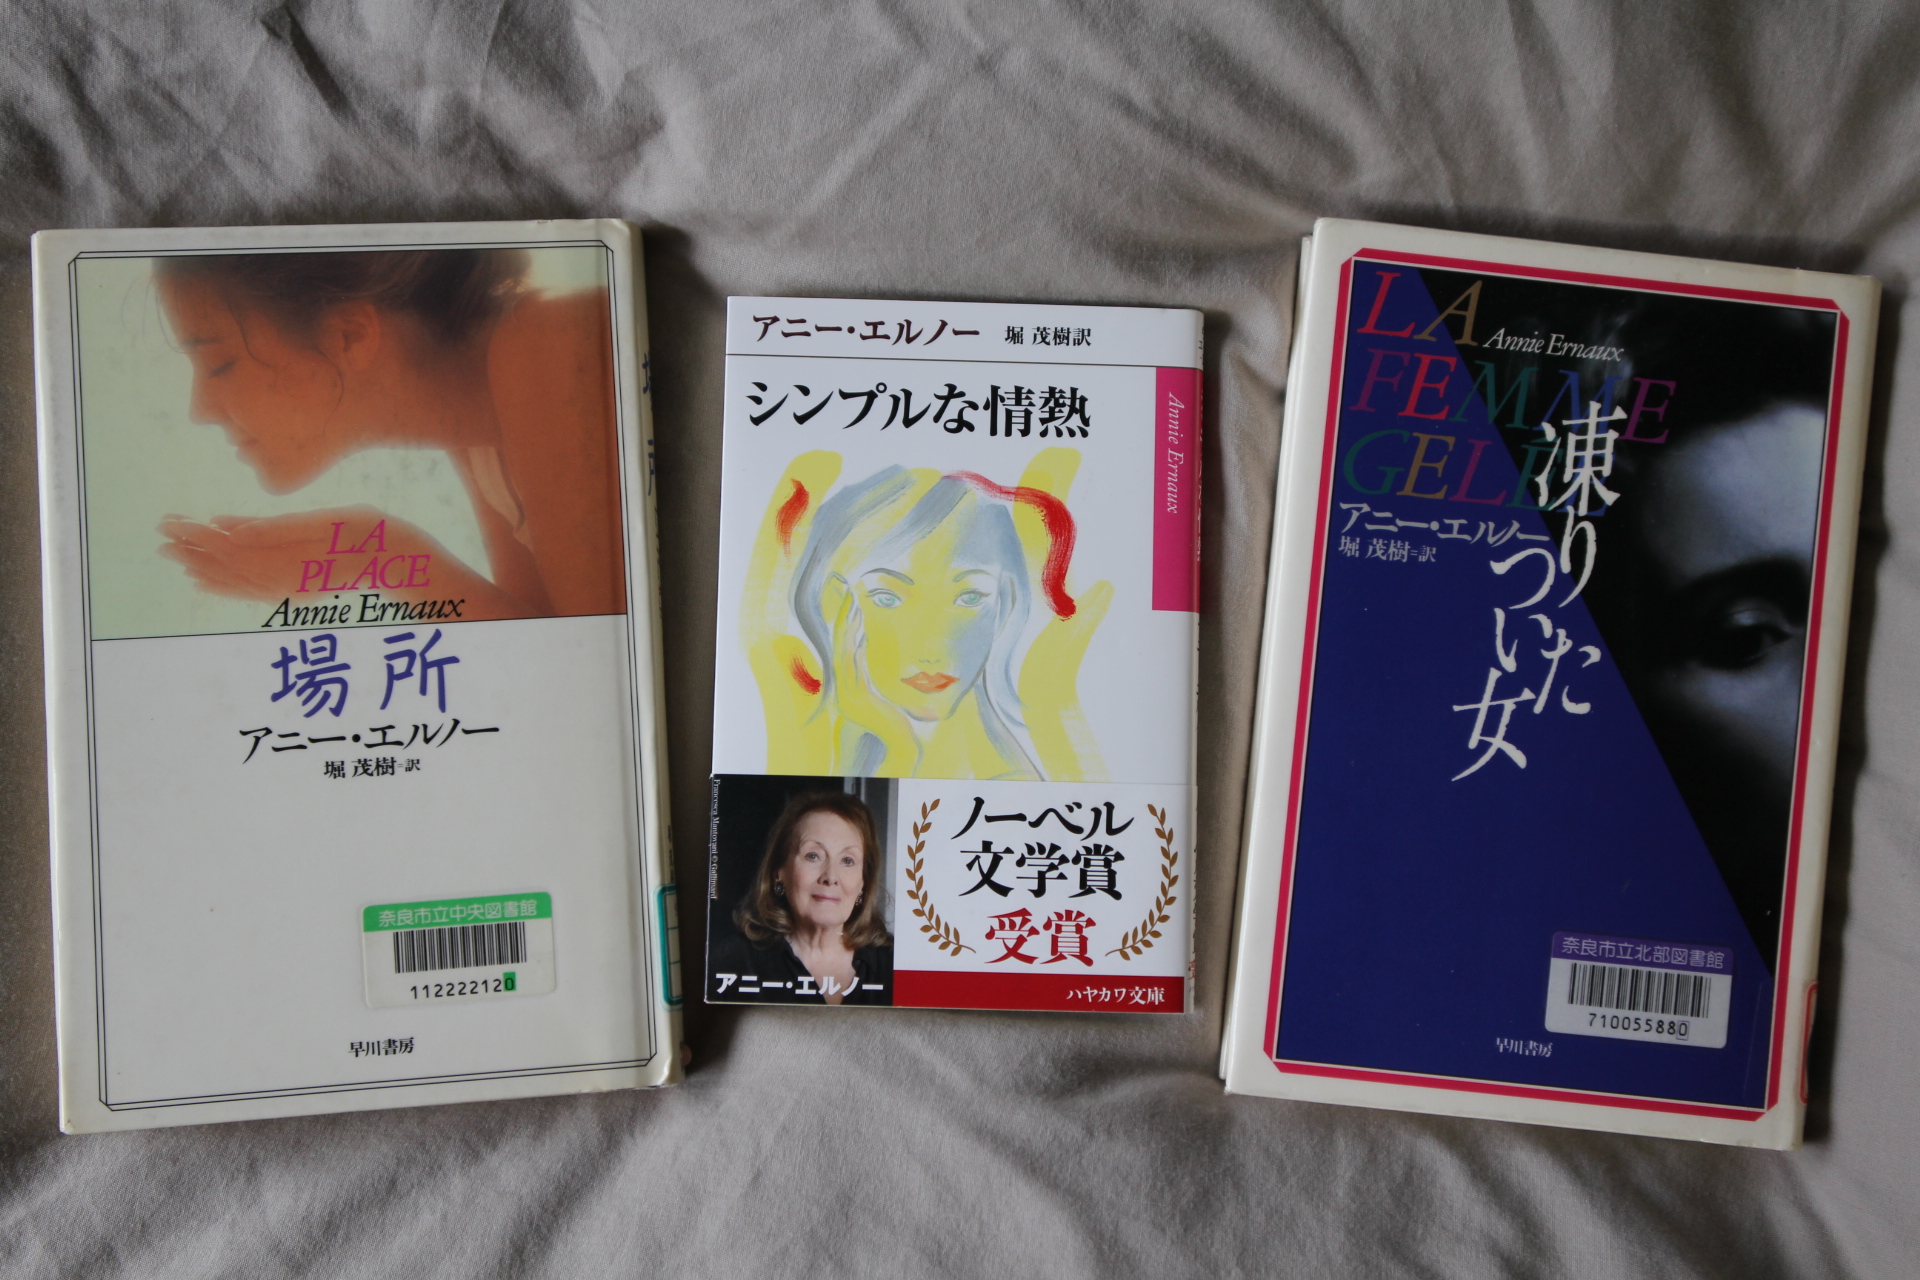 LA
PLACE
Annie Ernaux
場所
アニー・エルノー
堀 茂樹=訳
奈良市立中央図書館
112222120
早川書房
アニー・エルノー 堀 茂樹訳
シンプルな情熱
Annie Ernaux
Francesca Mantovani © Gallimard
アニー・エルノー
ノーベル
文学賞
受賞
ハヤカワ文庫
LA
Annie Ernaux
FEMME
GELÉE
凍りついた女
アニー・エルノー
堀 茂樹=訳
奈良市立北部図書館
710055880
早川書房